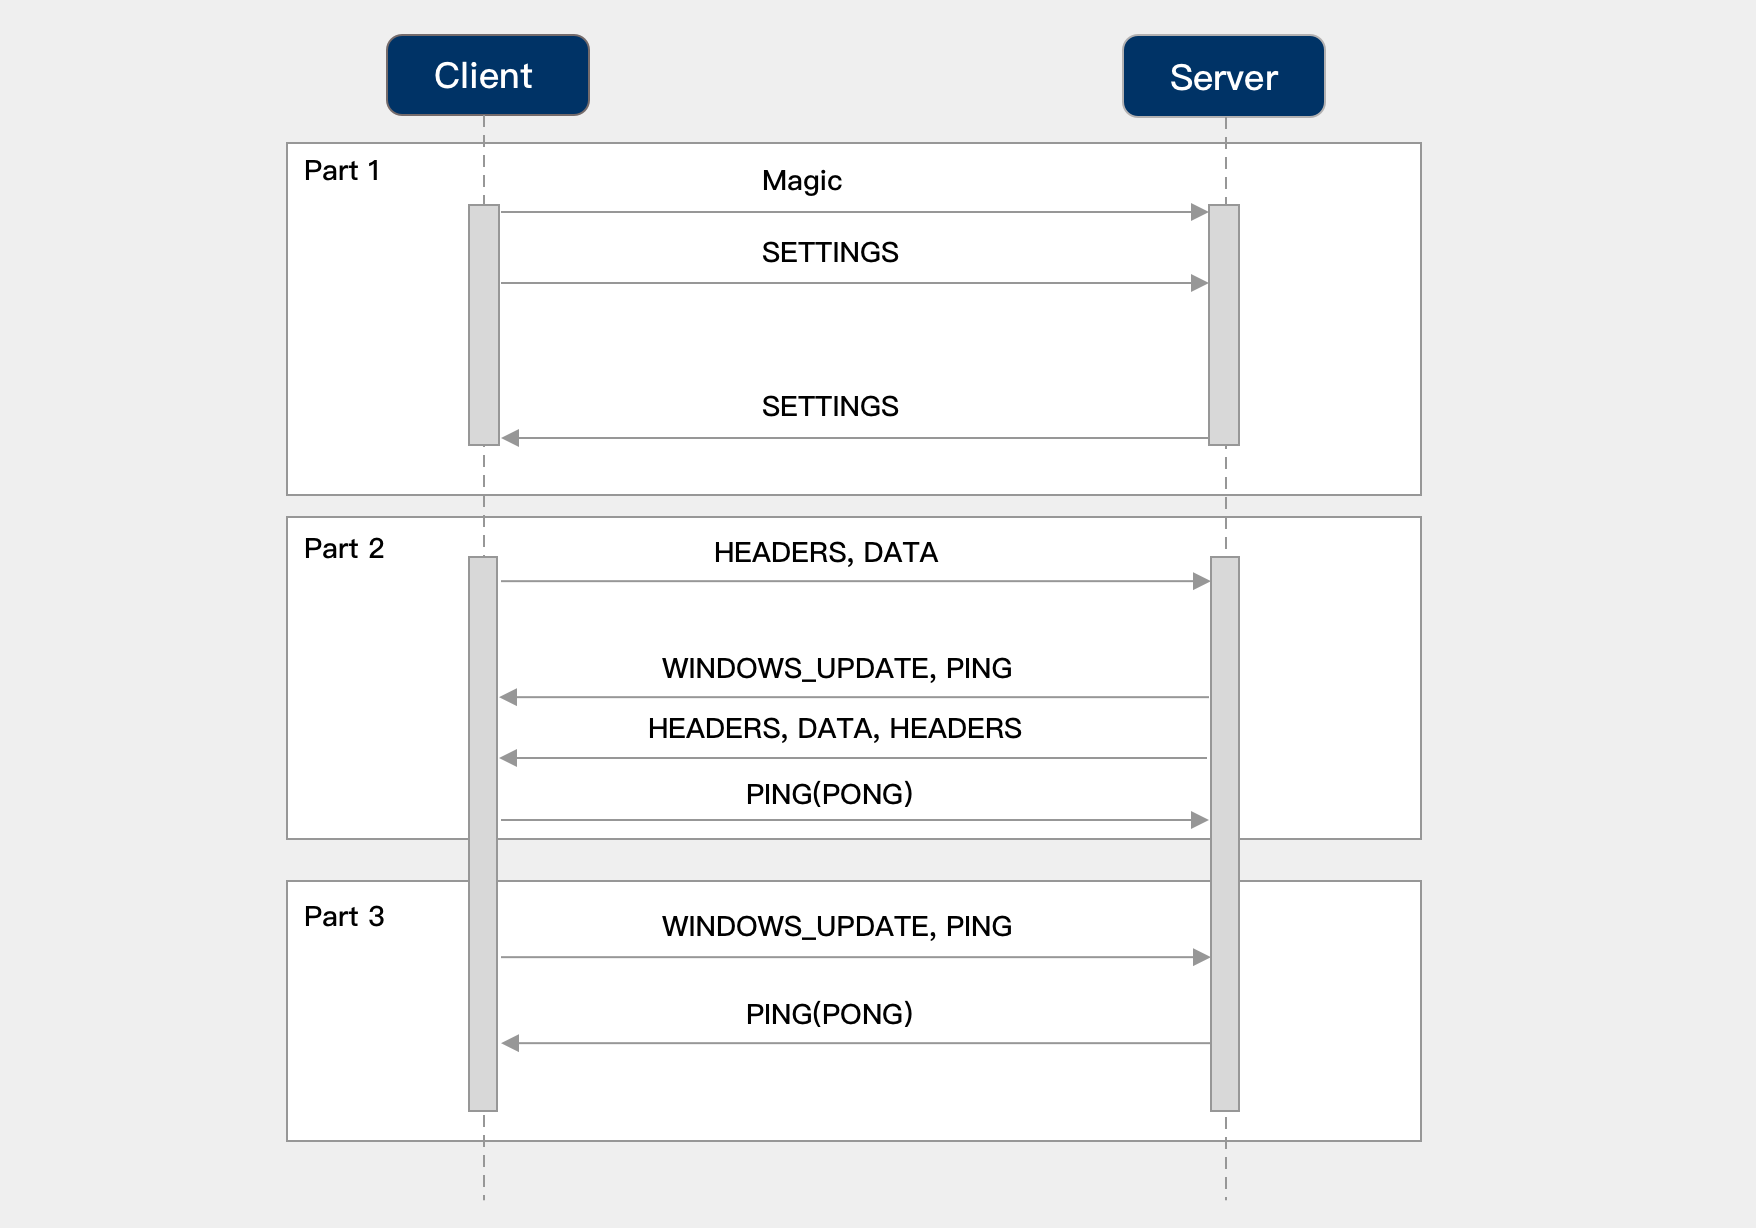 Client
Server
Part 1
Magic
SETTINGS
SETTINGS
Part 2
HEADERS, DATA
WINDOWS_UPDATE, PING
HEADERS, DATA, HEADERS
PING(PONG)
Part 3
WINDOWS_UPDATE, PING
PING(PONG)